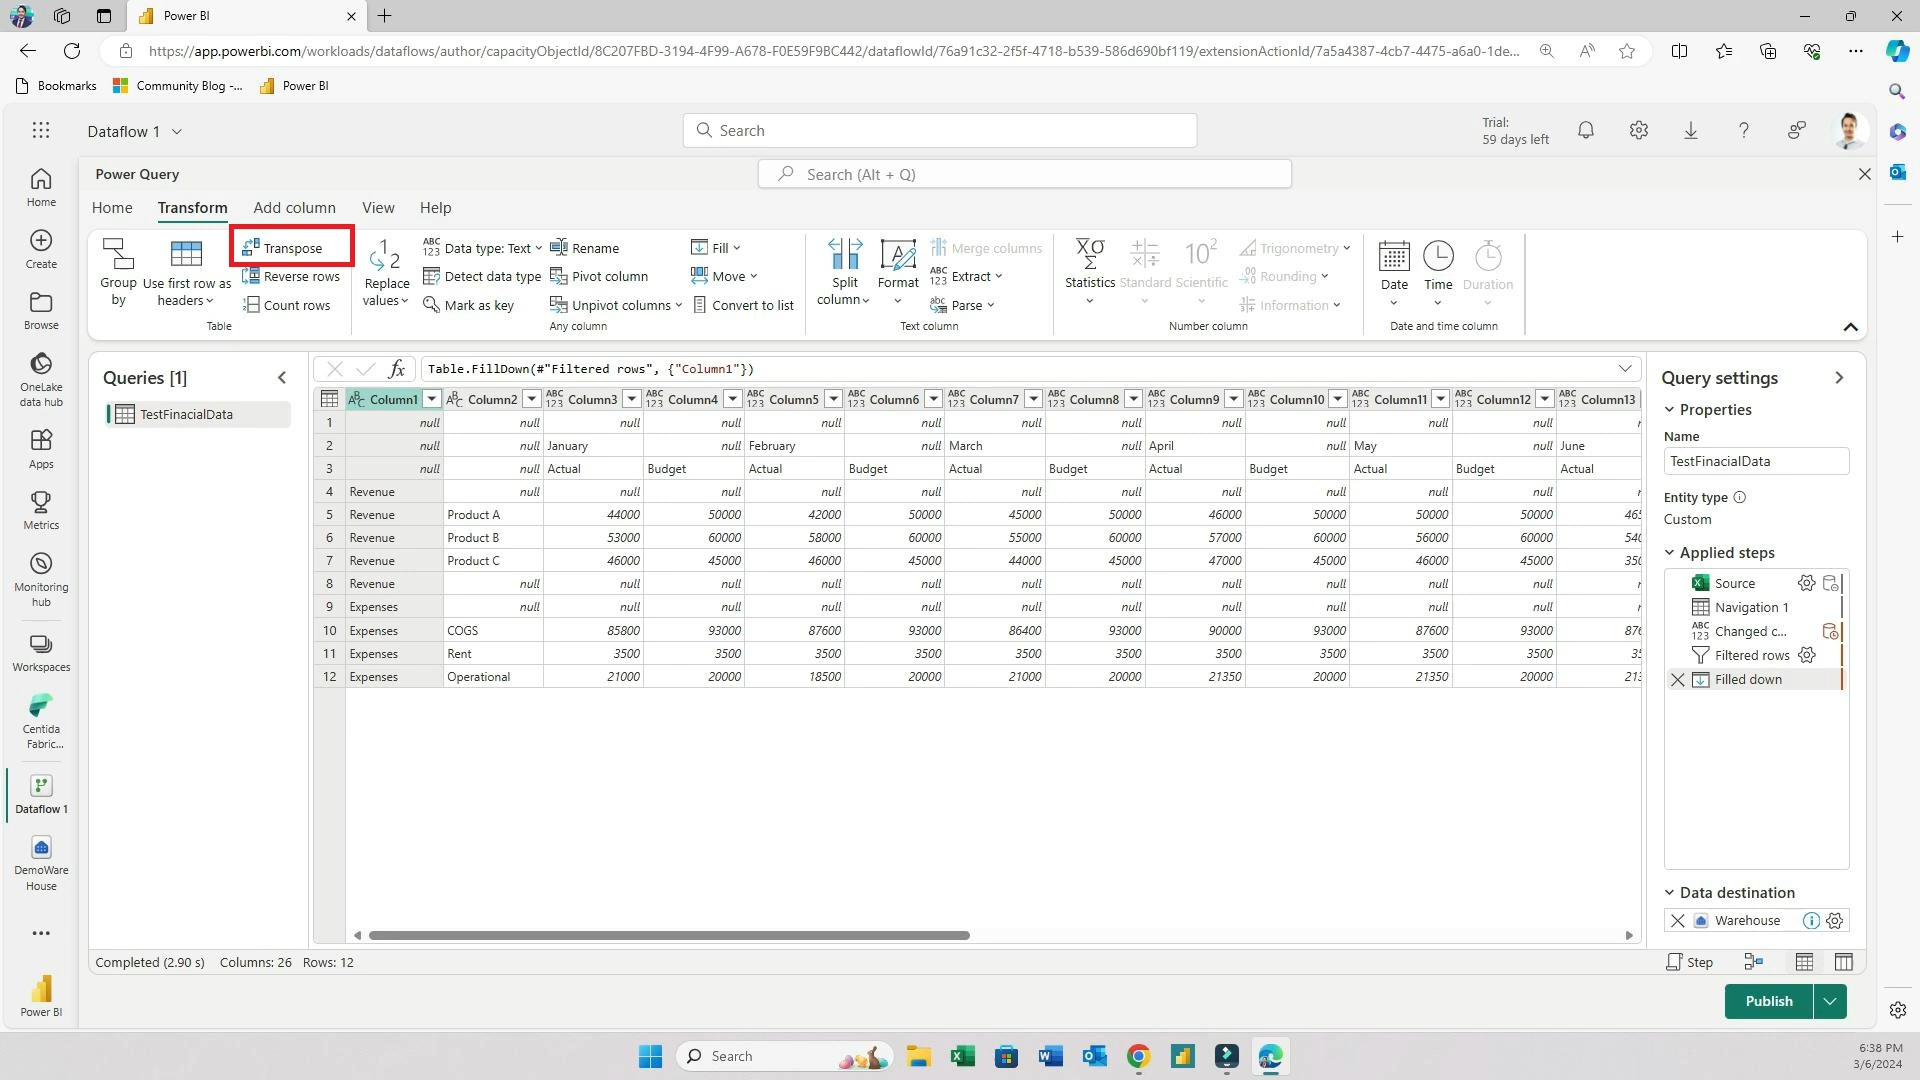 Power BI
https://app.powerbi.com/workloads/dataflows/author/capacityObjectId/8C207FBD-3194-4F99-A678-F0E59F9BC442/dataflowId/76a91c32-2f5f-4718-b539-586d690bf119/extensionActionId/7a5a4387-4cb7-4475-a6a0-1de...
Bookmarks Community Blog -... Power BI
Dataflow 1 Search Trial: 59 days left
Power Query Search (Alt + Q)
Home Transform Add column View Help
Group by
Use first row as headers
Transpose
Reverse rows
Count rows
Table
Replace values
Data type: Text
Detect data type
Mark as key
Rename
Pivot column
Unpivot columns
Fill
Move
Convert to list
Any column
Split column
Format
Merge columns
Extract
Parse
Text column
Statistics
Standard
Scientific
Trigonometry
Rounding
Information
Number column
Date
Time
Duration
Date and time column
Home
Create
Browse
OneLake data hub
Apps
Metrics
Monitoring hub
Workspaces
Centida Fabric...
Dataflow 1
DemoWare House
Power BI
Queries [1]
TestFinacialData
fx Table.FillDown(#"Filtered rows", {"Column1"})
Column1 Column2 Column3 Column4 Column5 Column6 Column7 Column8 Column9 Column10 Column11 Column12 Column13
1 null null null null null null null null null null null null
2 null null January null February null March null April null May null June
3 null null Actual Budget Actual Budget Actual Budget Actual Budget Actual Budget Actual
4 Revenue null null null null null null null null null null null
5 Revenue Product A 44000 50000 42000 50000 45000 50000 46000 50000 50000 50000 465
6 Revenue Product B 53000 60000 58000 60000 55000 60000 57000 60000 56000 60000 540
7 Revenue Product C 46000 45000 46000 45000 44000 45000 47000 45000 46000 45000 350
8 Revenue null null null null null null null null null null null
9 Expenses null null null null null null null null null null null
10 Expenses COGS 85800 93000 87600 93000 86400 93000 90000 93000 87600 93000 876
11 Expenses Rent 3500 3500 3500 3500 3500 3500 3500 3500 3500 3500 35
12 Expenses Operational 21000 20000 18500 20000 21000 20000 21350 20000 21350 20000 213
Completed (2.90 s) Columns: 26 Rows: 12
Query settings
Properties
Name
TestFinacialData
Entity type
Custom
Applied steps
Source
Navigation 1
Changed c...
Filtered rows
Filled down
Data destination
Warehouse
Step
Publish
Search
6:38 PM
3/6/2024